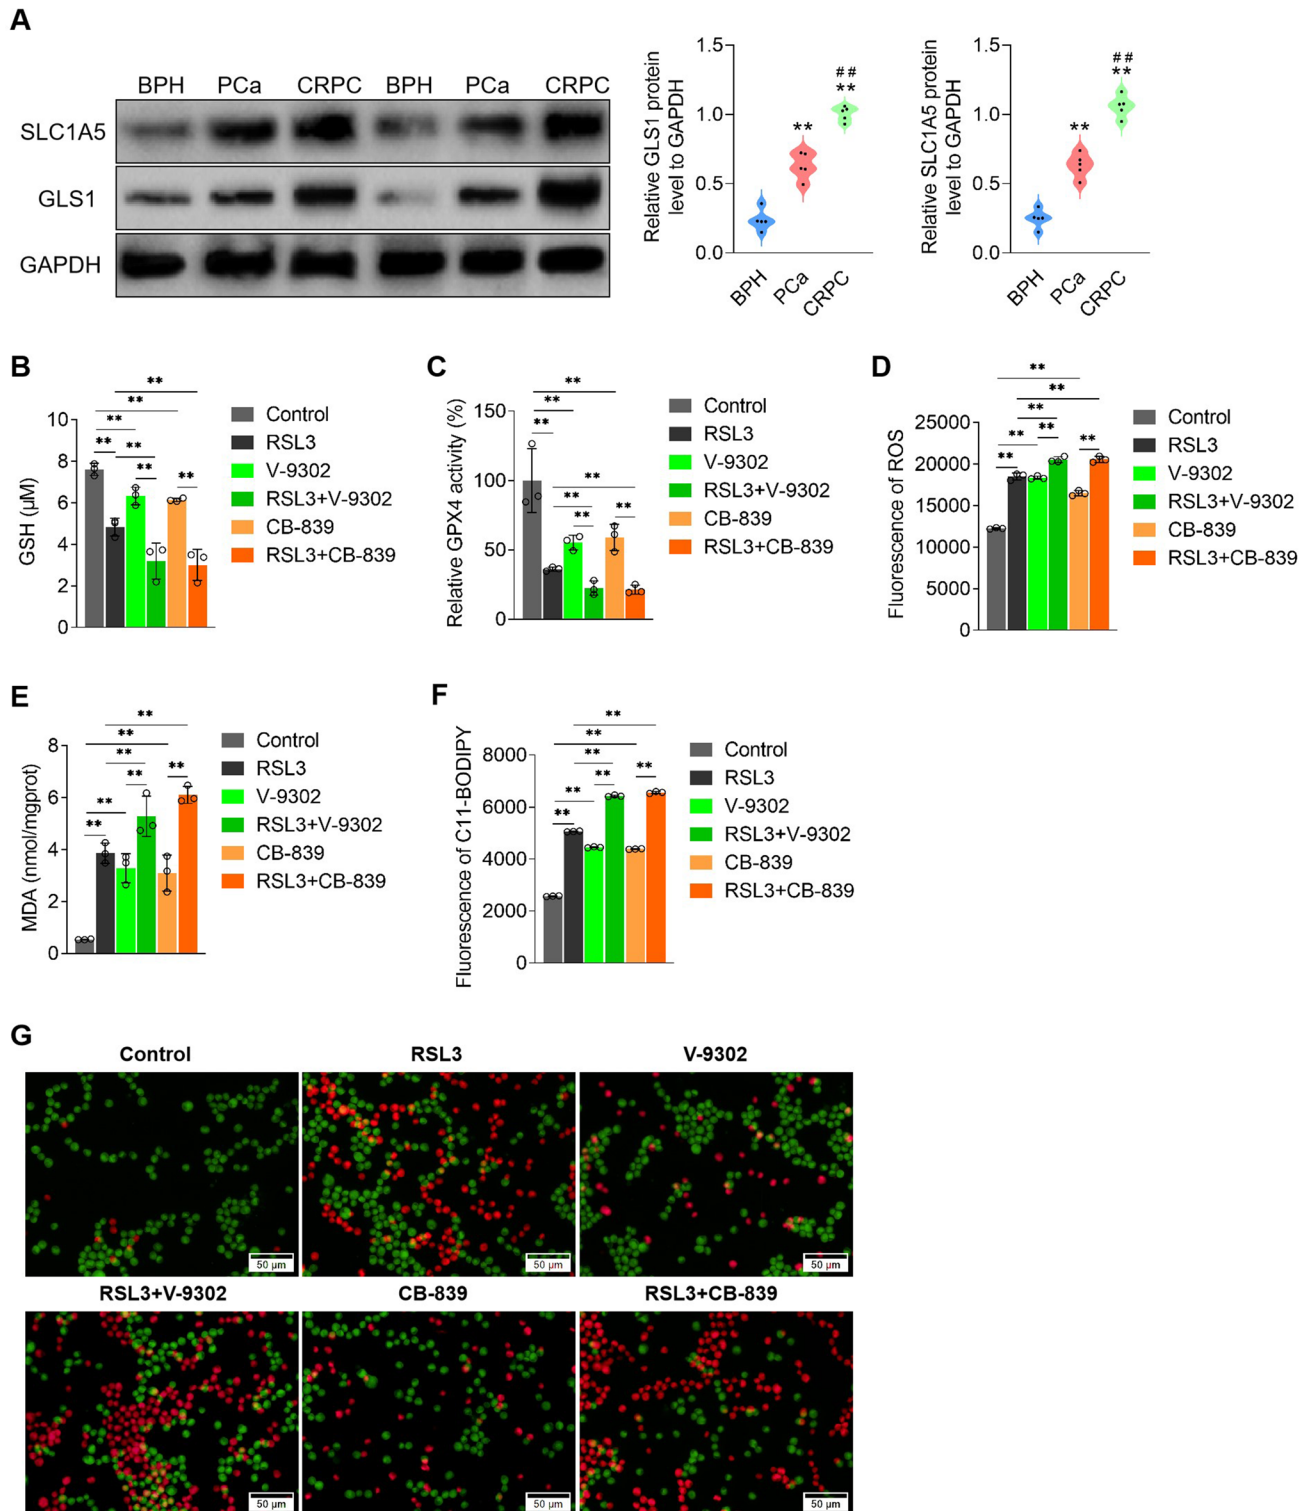 A
BPH PCa CRPC BPH PCa CRPC
SLC1A5
GLS1
GAPDH
Relative GLS1 protein
level to GAPDH
1.5
1.0
0.5
0.0
**
##
**
BPH
PCa
CRPC
Relative SLC1A5 protein
level to GAPDH
1.5
1.0
0.5
0.0
**
##
**
BPH
PCa
CRPC
B
GSH (µM)
10
8
6
4
2
0
**
**
**
**
**
**
**
Control
RSL3
V-9302
RSL3+V-9302
CB-839
RSL3+CB-839
C
Relative GPX4 activity (%)
150
100
50
0
**
**
**
**
**
**
**
Control
RSL3
V-9302
RSL3+V-9302
CB-839
RSL3+CB-839
D
Fluorescence of ROS
25000
20000
15000
10000
5000
0
**
**
**
**
**
**
**
Control
RSL3
V-9302
RSL3+V-9302
CB-839
RSL3+CB-839
E
MDA (nmol/mgprot)
8
6
4
2
0
**
**
**
**
**
**
**
Control
RSL3
V-9302
RSL3+V-9302
CB-839
RSL3+CB-839
F
Fluorescence of C11-BODIPY
8000
6000
4000
2000
0
**
**
**
**
**
**
**
Control
RSL3
V-9302
RSL3+V-9302
CB-839
RSL3+CB-839
G
Control RSL3 V-9302
50 µm 50 µm 50 µm
RSL3+V-9302 CB-839 RSL3+CB-839
50 µm 50 µm 50 µm